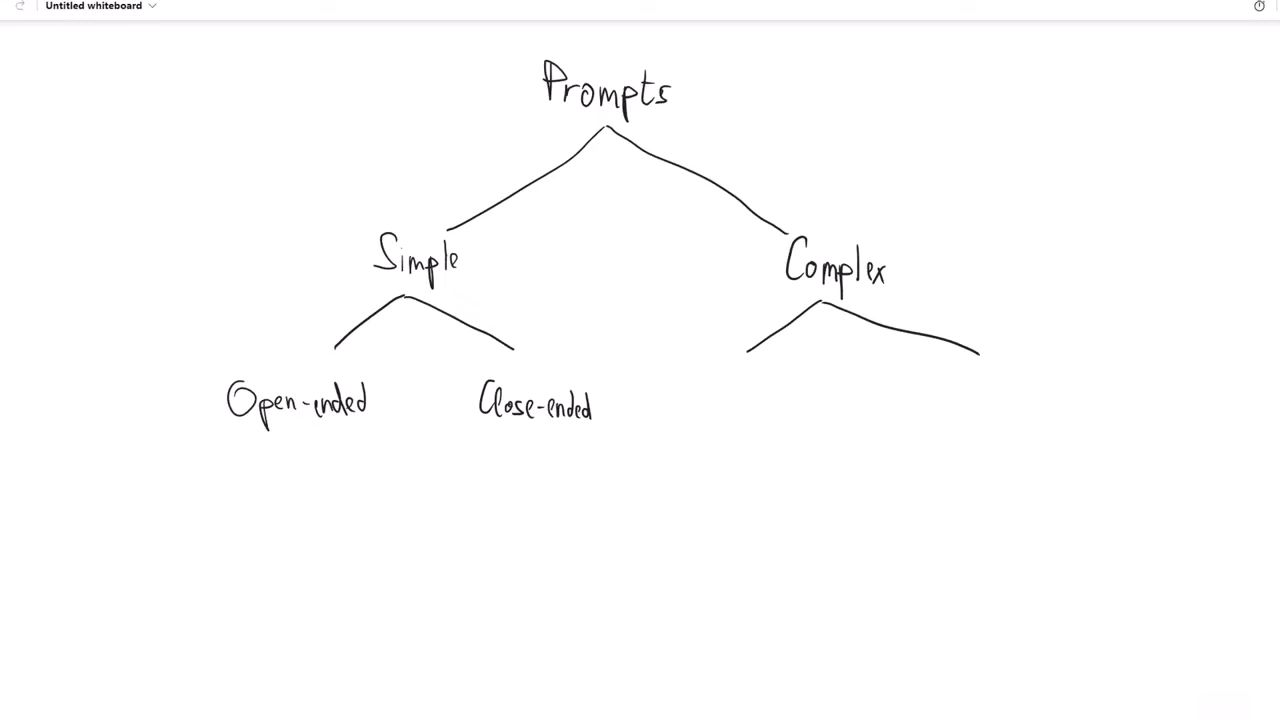 Untitled whiteboard
Prompts
Simple
Complex
Open-ended
Close-ended